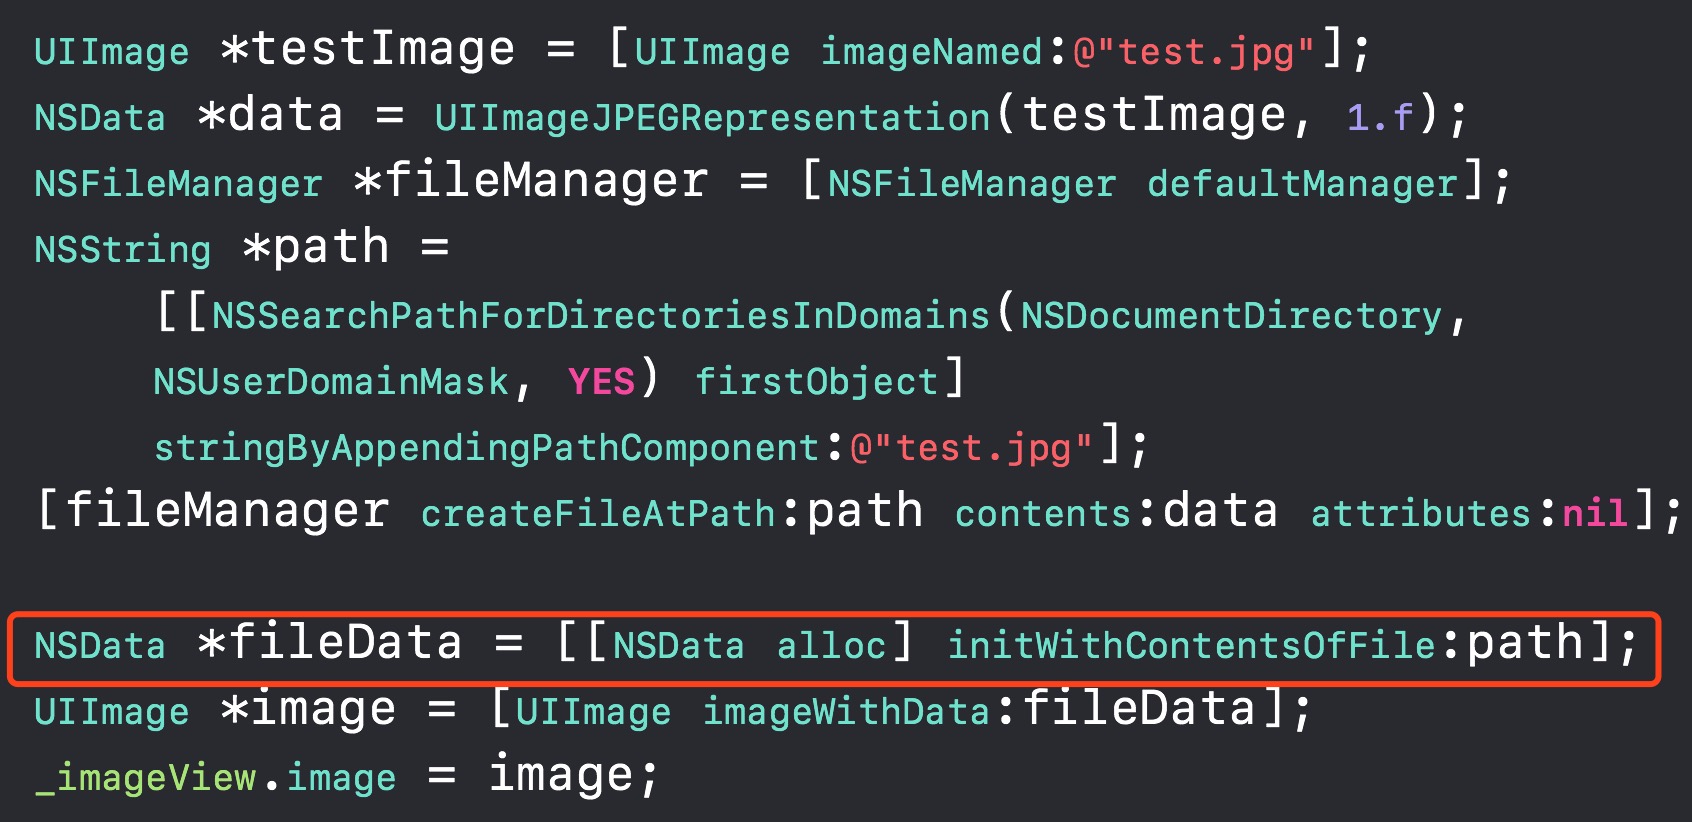 UIImage *testImage = [UIImage imageNamed:@"test.jpg"];
NSData *data = UIImageJPEGRepresentation(testImage, 1.f);
NSFileManager *fileManager = [NSFileManager defaultManager];
NSString *path =
[[NSSearchPathForDirectoriesInDomains(NSDocumentDirectory,
NSUserDomainMask, YES) firstObject]
stringByAppendingPathComponent:@"test.jpg"];
[fileManager createFileAtPath:path contents:data attributes:nil];
NSData *fileData = [[NSData alloc] initWithContentsOfFile:path];
UIImage *image = [UIImage imageWithData:fileData];
_imageView.image = image;